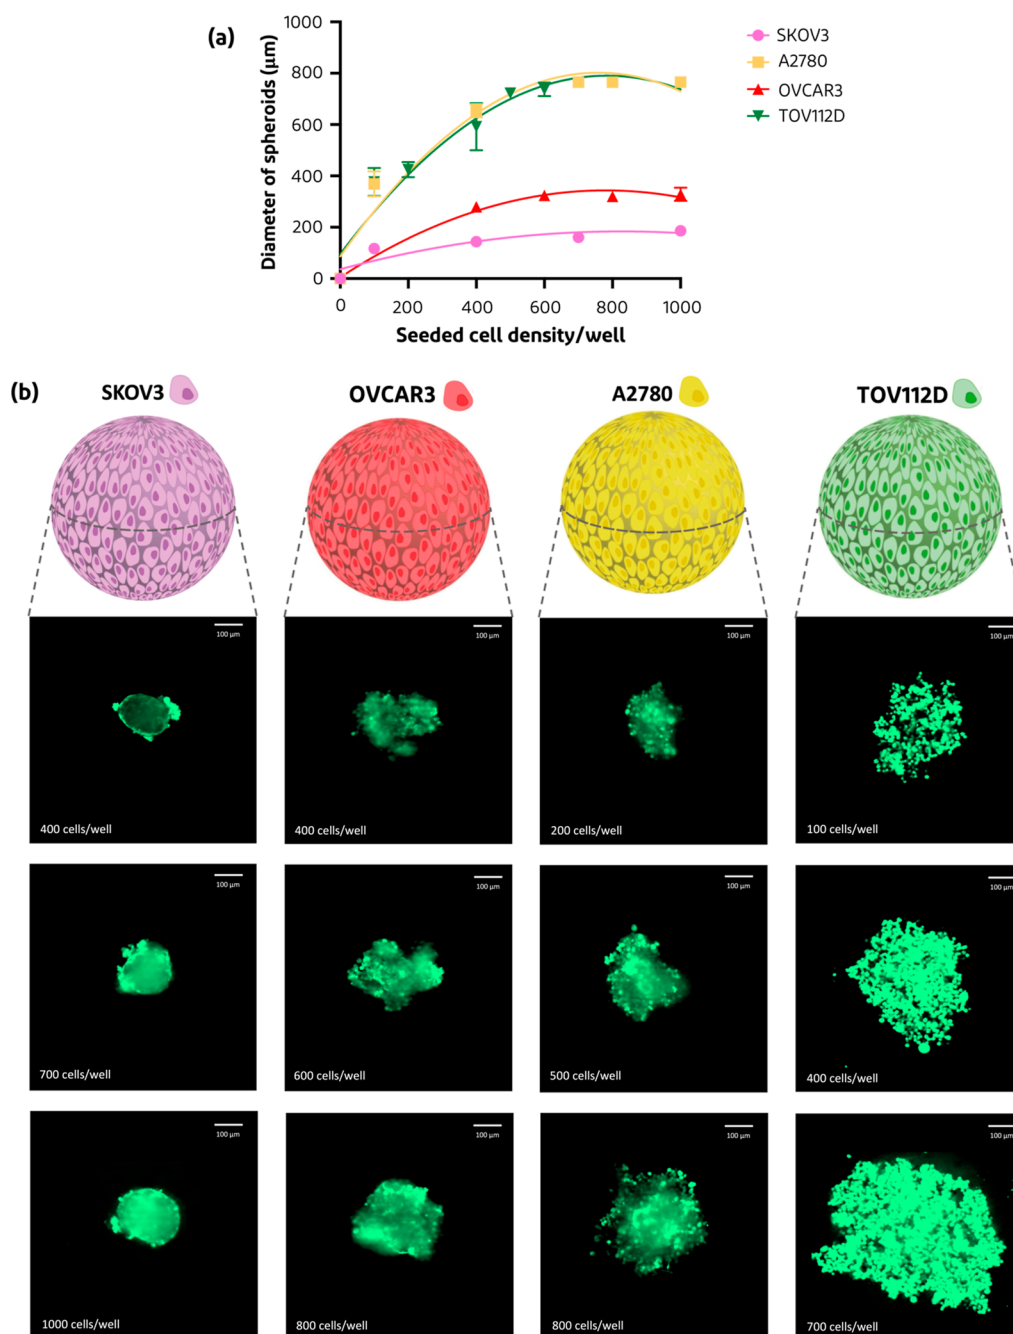 (a)
Diameter of spheroids (µm)
1000
800
600
400
200
0
0 200 400 600 800 1000
Seeded cell density/well
SKOV3
A2780
OVCAR3
TOV112D
(b)
SKOV3 OVCAR3 A2780 TOV112D
100 µm 100 µm 100 µm 100 µm
400 cells/well 400 cells/well 200 cells/well 100 cells/well
100 µm 100 µm 100 µm 100 µm
700 cells/well 600 cells/well 500 cells/well 400 cells/well
100 µm 100 µm 100 µm 100 µm
1000 cells/well 800 cells/well 800 cells/well 700 cells/well